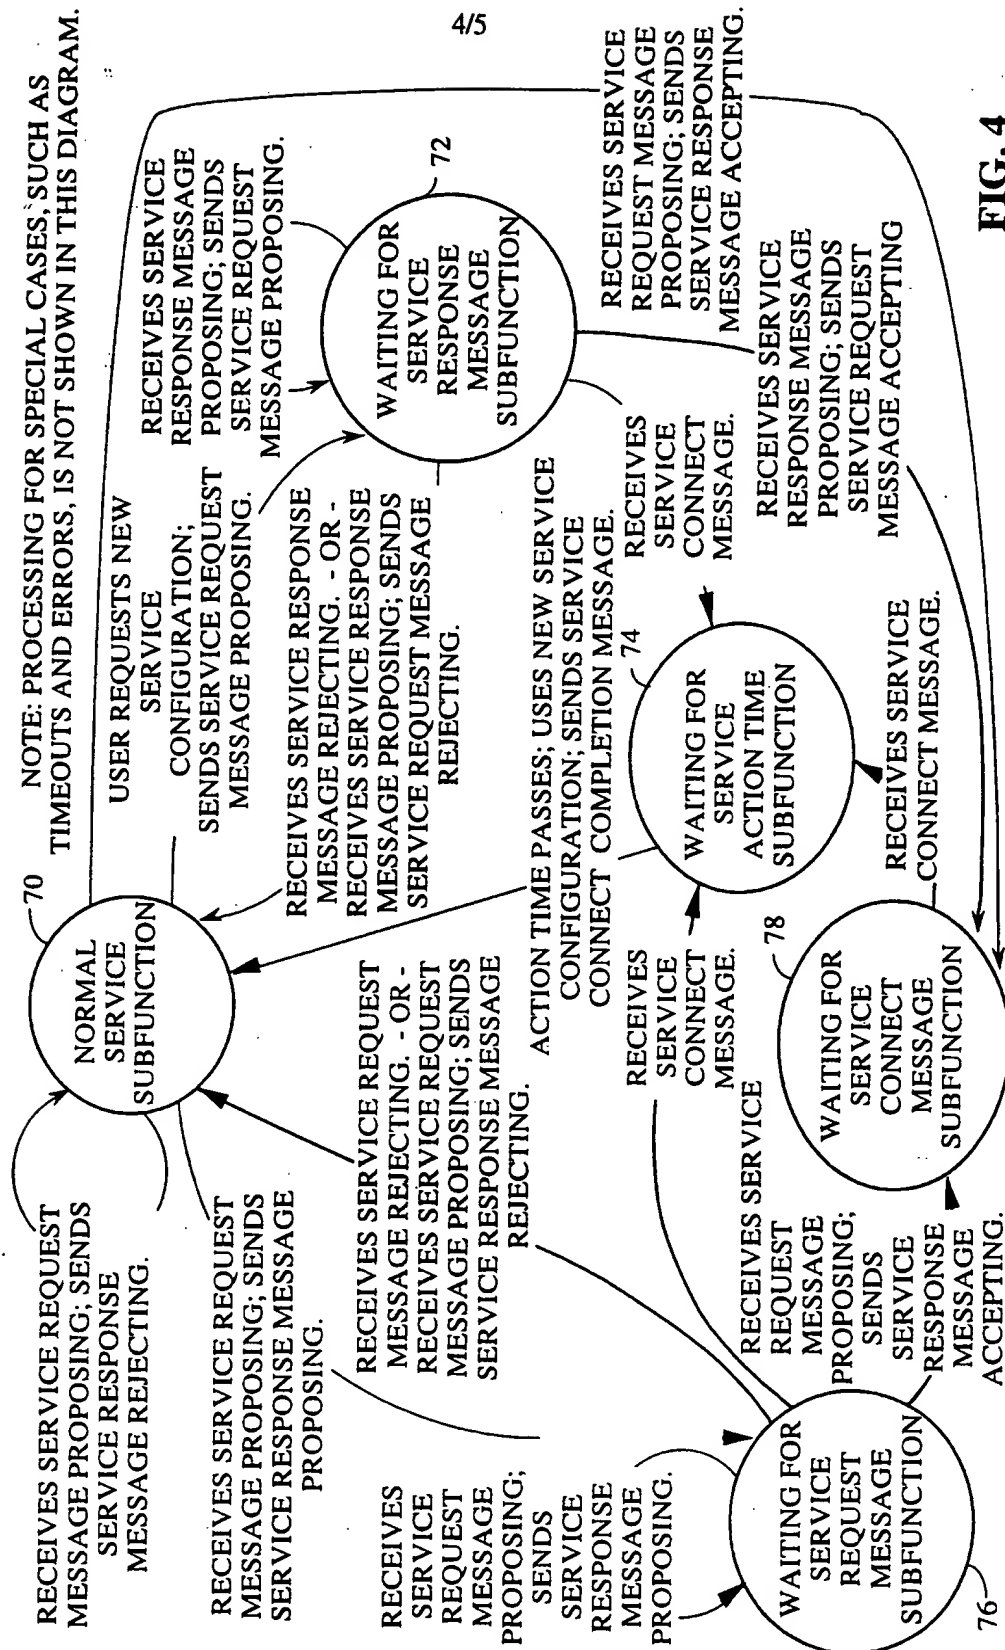 4/5
NOTE: PROCESSING FOR SPECIAL CASES, SUCH AS
TIMEOUTS AND ERRORS, IS NOT SHOWN IN THIS DIAGRAM.
RECEIVES SERVICE REQUEST
MESSAGE PROPOSING; SENDS
SERVICE RESPONSE
MESSAGE REJECTING.
70
NORMAL
SERVICE
SUBFUNCTION
USER REQUESTS NEW
SERVICE
CONFIGURATION;
SENDS SERVICE REQUEST
MESSAGE PROPOSING.
RECEIVES SERVICE
RESPONSE MESSAGE
PROPOSING; SENDS
SERVICE REQUEST
MESSAGE PROPOSING.
RECEIVES SERVICE REQUEST
MESSAGE PROPOSING; SENDS
SERVICE RESPONSE MESSAGE
PROPOSING.
RECEIVES SERVICE RESPONSE
MESSAGE REJECTING. - OR -
RECEIVES SERVICE RESPONSE
MESSAGE PROPOSING; SENDS
SERVICE REQUEST MESSAGE
REJECTING.
72
WAITING FOR
SERVICE
RESPONSE
MESSAGE
SUBFUNCTION
RECEIVES SERVICE REQUEST
MESSAGE REJECTING. - OR -
RECEIVES SERVICE REQUEST
MESSAGE PROPOSING; SENDS
SERVICE RESPONSE MESSAGE
REJECTING.
ACTION TIME PASSES; USES NEW SERVICE
CONFIGURATION; SENDS SERVICE
CONNECT COMPLETION MESSAGE.
RECEIVES
SERVICE
CONNECT
MESSAGE.
RECEIVES SERVICE
REQUEST MESSAGE
PROPOSING; SENDS
SERVICE RESPONSE
MESSAGE ACCEPTING.
RECEIVES
SERVICE
REQUEST
MESSAGE
PROPOSING;
SENDS
SERVICE
RESPONSE
MESSAGE
PROPOSING.
RECEIVES
SERVICE
CONNECT
MESSAGE.
74
WAITING FOR
SERVICE
ACTION TIME
SUBFUNCTION
RECEIVES SERVICE
RESPONSE MESSAGE
PROPOSING; SENDS
SERVICE REQUEST
MESSAGE ACCEPTING
WAITING FOR
SERVICE
REQUEST
MESSAGE
SUBFUNCTION
76
RECEIVES SERVICE
REQUEST
MESSAGE
PROPOSING;
SENDS
SERVICE
RESPONSE
MESSAGE
ACCEPTING.
78
WAITING FOR
SERVICE
CONNECT
MESSAGE
SUBFUNCTION
RECEIVES SERVICE
CONNECT MESSAGE.
FIG. 4